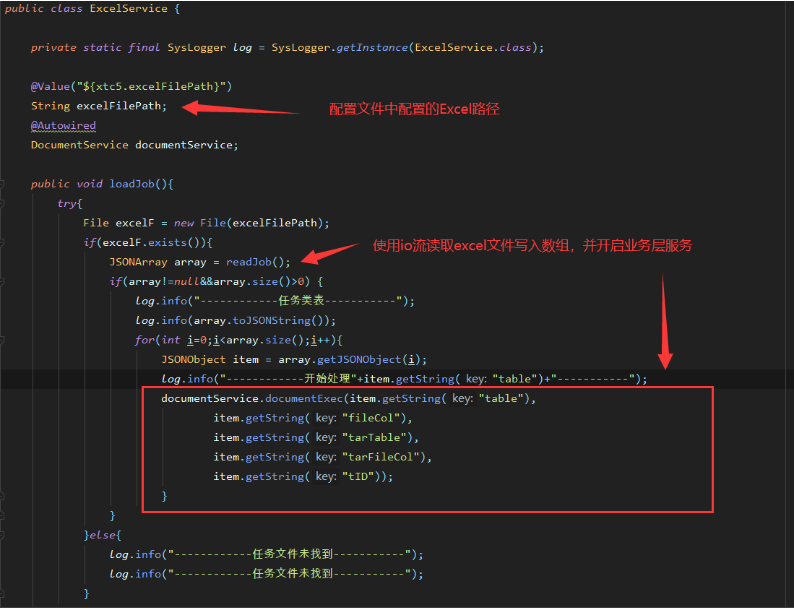 public class ExcelService {
private static final SysLogger log = SysLogger.getInstance(ExcelService.class);
@Value("${xtc5.excelFilePath}")
String excelFilePath;
配置文件中配置的Excel路径
@Autowired
DocumentService documentService;
public void loadJob(){
try{
File excelF = new File(excelFilePath);
if(excelF.exists()){
使用io流读取excel文件写入数组，并开启业务层服务
JSONArray array = readJob();
if(array!=null&&array.size()>0) {
log.info("------------任务类表-----------");
log.info(array.toJSONString());
for(int i=0;i<array.size();i++){
JSONObject item = array.getJSONObject(i);
log.info("------------开始处理"+item.getString( key: "table")+"-----------");
documentService.documentExec(item.getString( key: "table"),
item.getString( key: "fileCol"),
item.getString( key: "tarTable"),
item.getString( key: "tarFileCol"),
item.getString( key: "tID"));
}
}
}else{
log.info("------------任务文件未找到-----------");
log.info("------------任务文件未找到-----------");
}